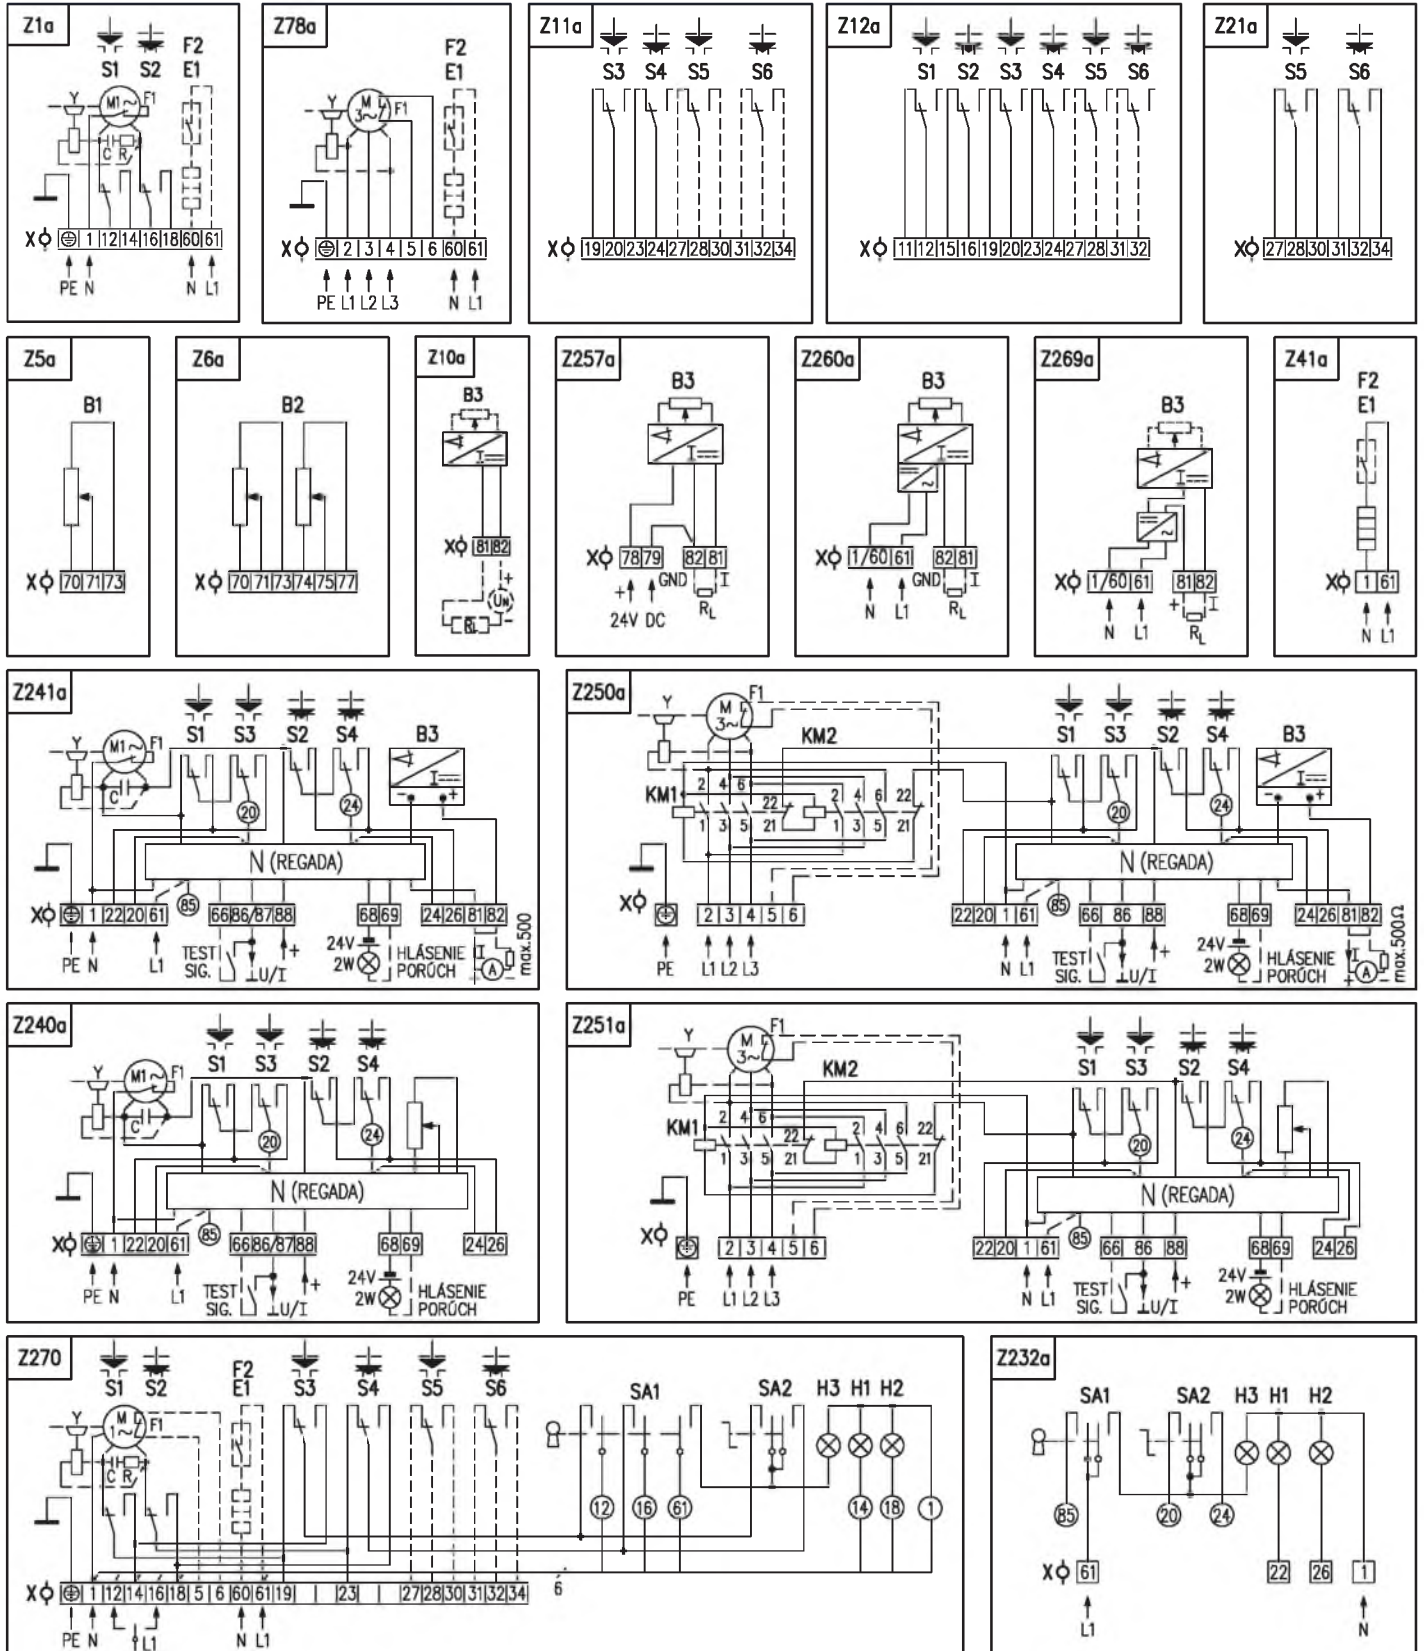 Z1a
S1 S2 F2
E1
Y M1~ F1
C R
X 1 12 14 16 18 60 61
PE N N L1
Z78a
F2
E1
Y M 3~ F1
X 2 3 4 5 6 60 61
PE L1 L2 L3 N L1
Z11a
S3 S4 S5 S6
X 19 20 23 24 27 28 30 31 32 34
Z12a
S1 S2 S3 S4 S5 S6
X 11 12 15 16 19 20 23 24 27 28 31 32
Z21a
S5 S6
X 27 28 30 31 32 34
Z5a
B1
X 70 71 73
Z6a
B2
X 70 71 73 74 75 77
Z10a
B3
I
X 81 82
+
UN
RL -
Z257a
B3
I
X 78 79 82 81
+ GND I
24V DC RL
Z260a
B3
I
~
X 1/60 61 82 81
GND I
N L1 RL
Z269a
B3
I
~
X 1/60 61 81 82
+ I
N L1 RL
Z41a
F2
E1
X 1 61
N L1
Z241a
S1 S3 S2 S4 B3
Y M1~ F1
I
C 20 24 - +
N (REGADA)
85
X 1 22 20 61 66 86/87 88 68 69 24 26 81 82
PE N L1 TEST SIG. U/I + 24V 2W HLÁSENIE PORÚCH I A - + max.500
Z250a
Y M 3~ F1
KM2
S1 S3 S2 S4 B3
I
KM1
2 4 6 22 2 4 6 22
1 3 5 21 1 3 5 21
20 24 - +
N (REGADA)
85
X 2 3 4 5 6 22 20 1 61 66 86 88 68 69 24 26 81 82
PE L1 L2 L3 N L1 TEST SIG. U/I + 24V 2W HLÁSENIE PORÚCH I + A - max.500Ω
Z240a
S1 S3 S2 S4
Y M1~ F1
C 20 24
N (REGADA)
85
X 1 22 20 61 66 86/87 88 68 69 24 26
PE N L1 TEST SIG. U/I + 24V 2W HLÁSENIE PORÚCH
Z251a
Y M 3~ F1
KM2
S1 S3 S2 S4
KM1
2 4 6 22 2 4 6 22
1 3 5 21 1 3 5 21
20 24
N (REGADA)
85
X 2 3 4 5 6 22 20 1 61 66 86 88 68 69 24 26
PE L1 L2 L3 N L1 TEST SIG. U/I + 24V 2W HLÁSENIE PORÚCH
Z270
S1 S2 F2
E1 S3 S4 S5 S6 SA1 SA2 H3 H1 H2
Y M 1~ F1
C R
12 16 61 14 18 1
6
X 1 12 14 16 18 5 6 60 61 19 23 27 28 30 31 32 34
PE N L1 N L1
Z232a
SA1 SA2 H3 H1 H2
85 20 24
X 61 22 26 1
L1 N